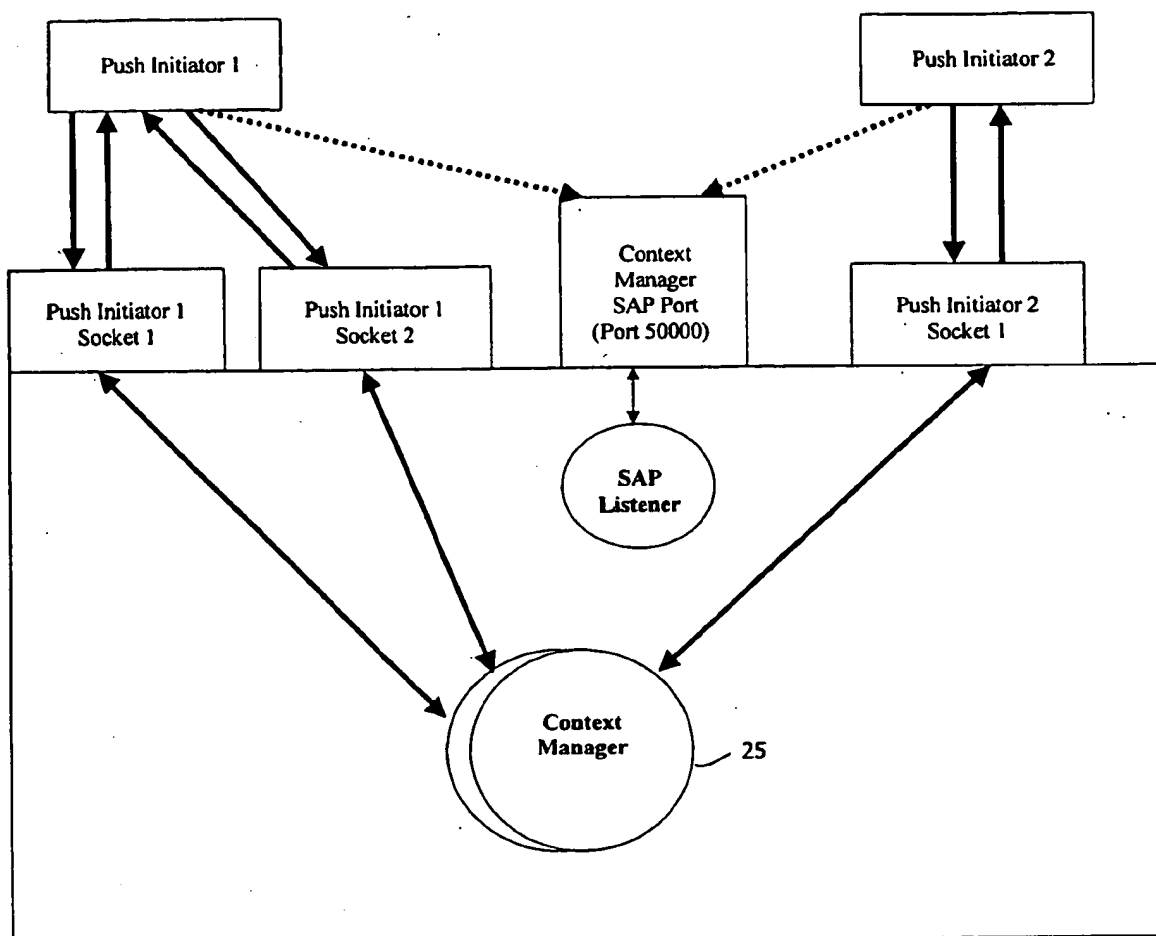 Push Initiator 1
Push Initiator 2
Context
Manager
SAP Port
(Port 50000)
Push Initiator 1
Socket 1
Push Initiator 1
Socket 2
Push Initiator 2
Socket 1
SAP
Listener
Context
Manager
25